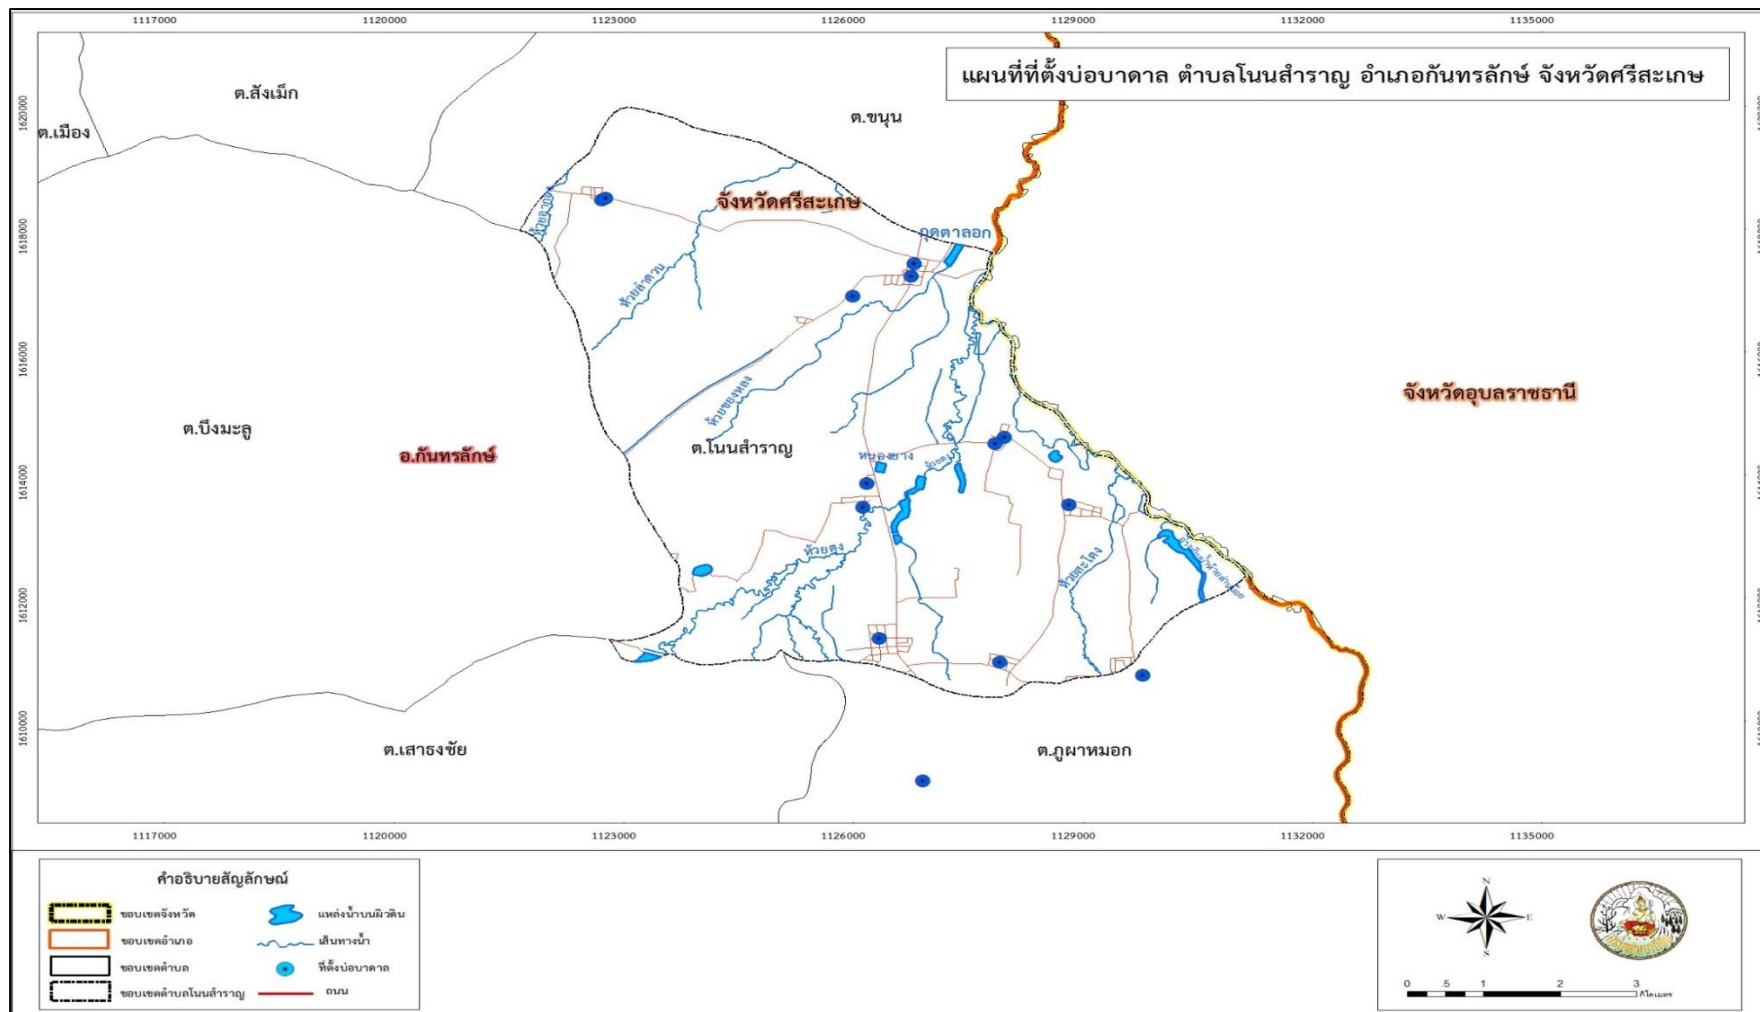 1117000 1120000 1123000 1126000 1129000 1132000 1135000
แผนที่ที่ตั้งบ่อบาดาล ตำบลโนนสำราญ อำเภอกันทรลักษ์ จังหวัดศรีสะเกษ
ต.สังเม็ก
ต.ขนุน
ต.เมือง
1620000
จังหวัดศรีสะเกษ
กุดตาลอก
1618000
ห้วยลำดวน
1616000
จังหวัดอุบลราชธานี
ห้วยขยงหลง
ต.บึงมะลู
อ.กันทรลักษ์
ต.โนนสำราญ
หนองยาง
ห้วยตุง
1614000
ห้วยตุง
ห้วยสะโตง
1612000
1610000
ต.เสาธงชัย
ต.ภูผาหมอก
1117000 1120000 1123000 1126000 1129000 1132000 1135000
คำอธิบายสัญลักษณ์
ขอบเขตจังหวัด
แหล่งน้ำบนผิวดิน
ขอบเขตอำเภอ
เส้นทางน้ำ
ขอบเขตตำบล
ที่ตั้งบ่อบาดาล
ขอบเขตตำบลโนนสำราญ
ถนน
N
W E
S
0 .5 1 2 3
กิโลเมตร